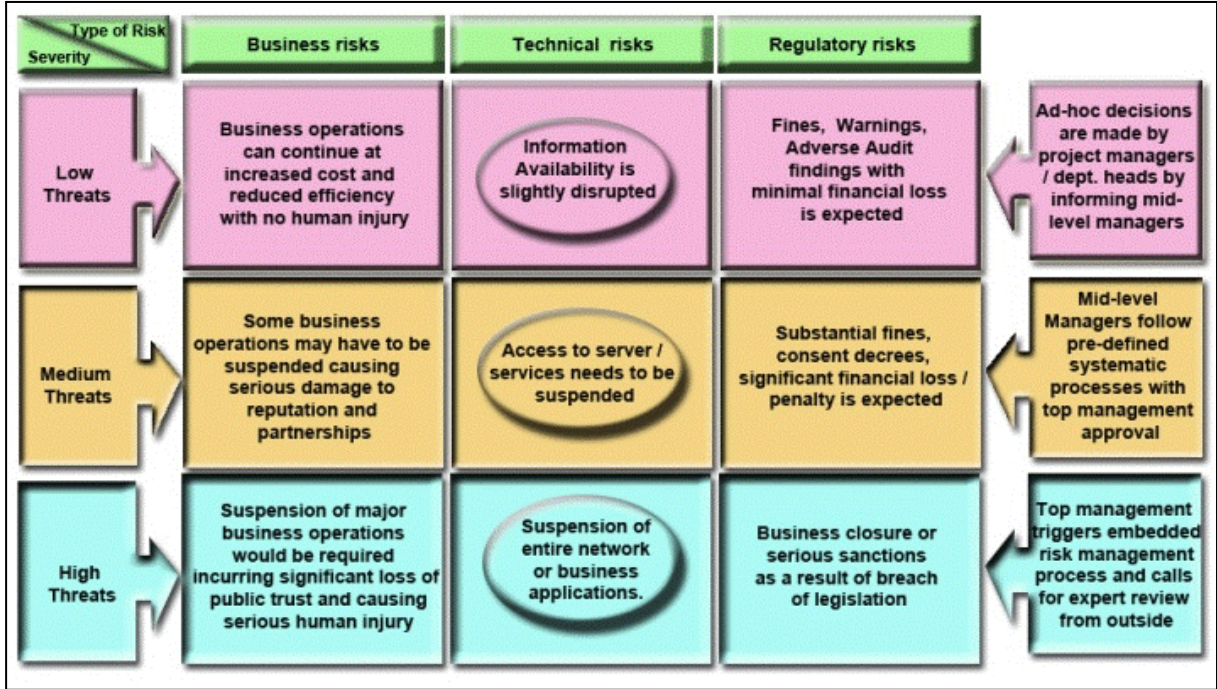 Type of Risk
Severity
Business risks
Technical risks
Regulatory risks
Low
Threats
Business operations
can continue at
increased cost and
reduced efficiency
with no human injury
Information
Availability is
slightly disrupted
Fines, Warnings,
Adverse Audit
findings with
minimal financial loss
is expected
Ad-hoc decisions
are made by
project managers
/ dept. heads by
informing mid-
level managers
Medium
Threats
Some business
operations may have to be
suspended causing
serious damage to
reputation and
partnerships
Access to server /
services needs to be
suspended
Substantial fines,
consent decrees,
significant financial loss /
penalty is expected
Mid-level
Managers follow
pre-defined
systematic
processes with
top management
approval
High
Threats
Suspension of major
business operations
would be required
incurring significant loss of
public trust and causing
serious human injury
Suspension of
entire network
or business
applications.
Business closure or
serious sanctions
as a result of breach
of legislation
Top management
triggers embedded
risk management
process and calls
for expert review
from outside